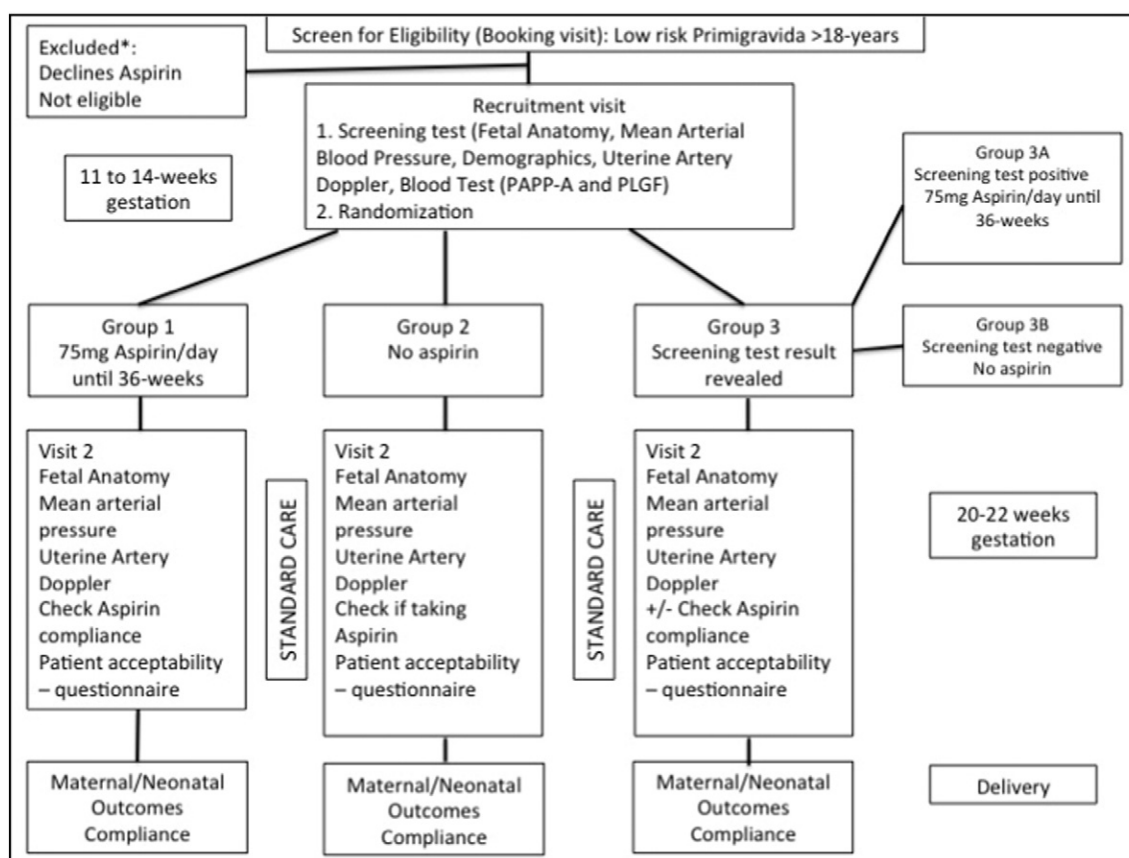 Screen for Eligibility (Booking visit): Low risk Primigravida >18-years
Excluded*:
Declines Aspirin
Not eligible
Recruitment visit
1. Screening test (Fetal Anatomy, Mean Arterial
Blood Pressure, Demographics, Uterine Artery
Doppler, Blood Test (PAPP-A and PLGF)
2. Randomization
11 to 14-weeks
gestation
Group 3A
Screening test positive
75mg Aspirin/day until
36-weeks
Group 1
75mg Aspirin/day
until 36-weeks
Group 2
No aspirin
Group 3
Screening test result
revealed
Group 3B
Screening test negative
No aspirin
Visit 2
Fetal Anatomy
Mean arterial
pressure
Uterine Artery
Doppler
Check Aspirin
compliance
Patient acceptability
– questionnaire
STANDARD CARE
Visit 2
Fetal Anatomy
Mean arterial
pressure
Uterine Artery
Doppler
Check if taking
Aspirin
Patient acceptability
– questionnaire
STANDARD CARE
Visit 2
Fetal Anatomy
Mean arterial
pressure
Uterine Artery
Doppler
+/- Check Aspirin
compliance
Patient acceptability
– questionnaire
20-22 weeks
gestation
Maternal/Neonatal
Outcomes
Compliance
Maternal/Neonatal
Outcomes
Compliance
Maternal/Neonatal
Outcomes
Compliance
Delivery